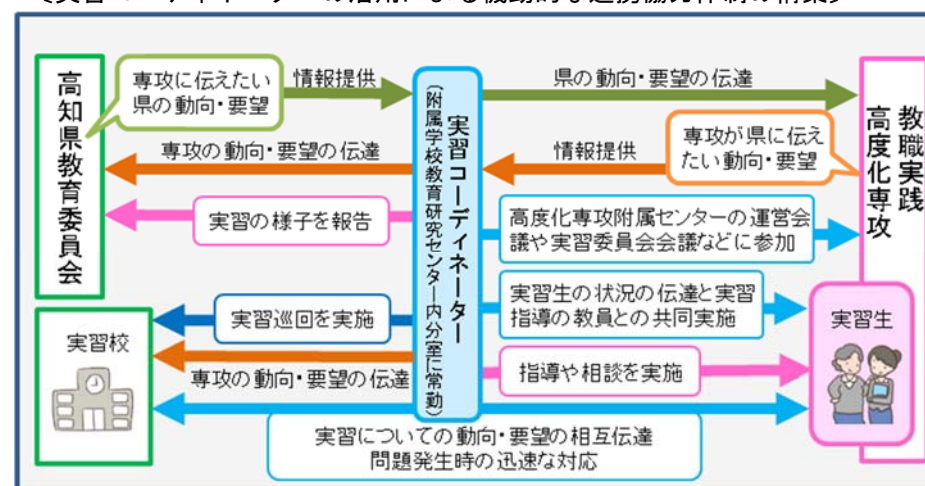 高知県教育委員会
専攻に伝えたい
県の動向・要望
情報提供
県の動向・要望の伝達
専攻の動向・要望の伝達
情報提供
専攻が県に伝え
たい動向・要望
実習の様子を報告
高度化専攻附属センターの運営会
議や実習委員会会議などに参加
実習コーディネーター
(附属学校教育研究センター内分室に常勤)
教職実践
高度化専攻
実習生の状況の伝達と実習
指導の教員との共同実施
実習校
実習巡回を実施
専攻の動向・要望の伝達
指導や相談を実施
実習生
実習についての動向・要望の相互伝達
問題発生時の迅速な対応